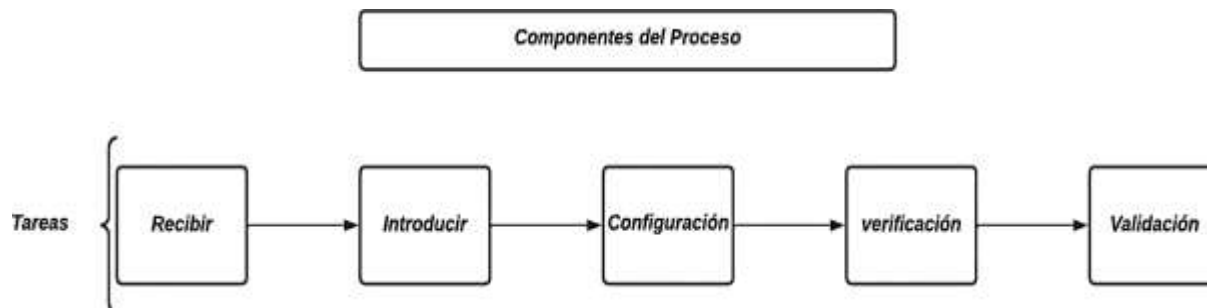 Componentes del Proceso
Tareas
Recibir
Introducir
Configuración
verificación
Validación